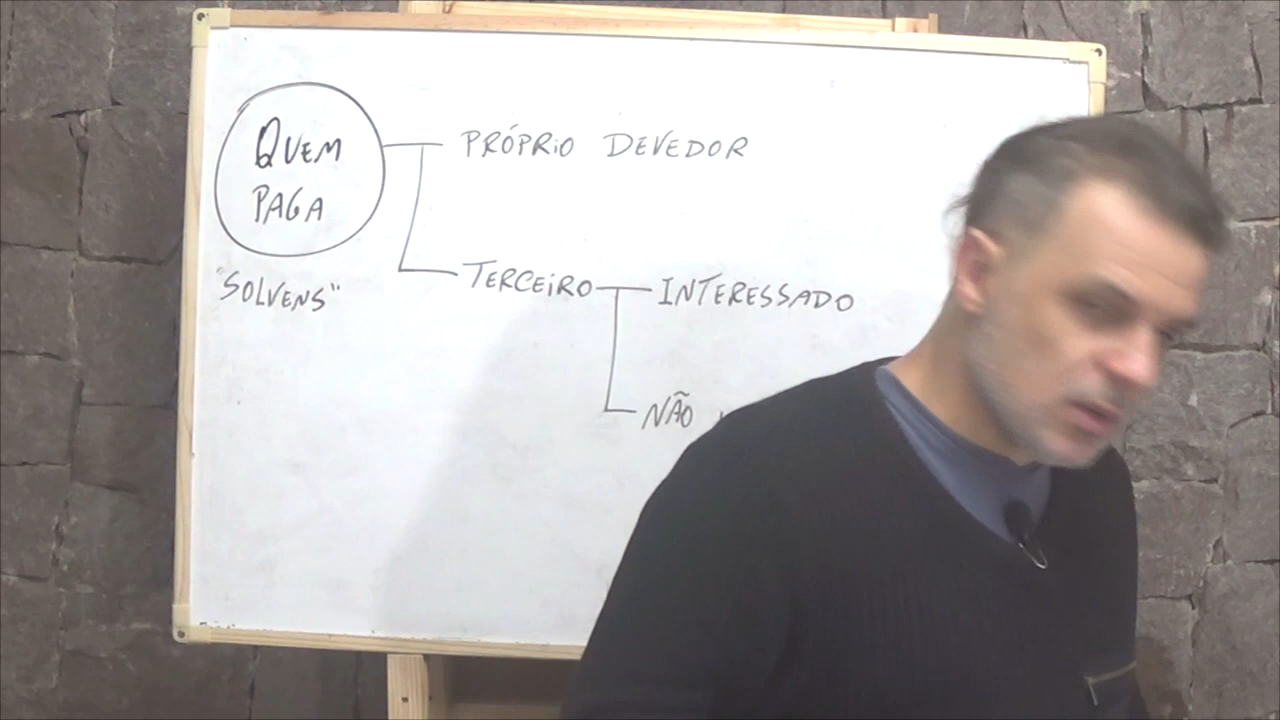 QUEM
PAGA
"SOLVENS"
PRÓPRIO DEVEDOR
TERCEIRO
INTERESSADO
NÃO